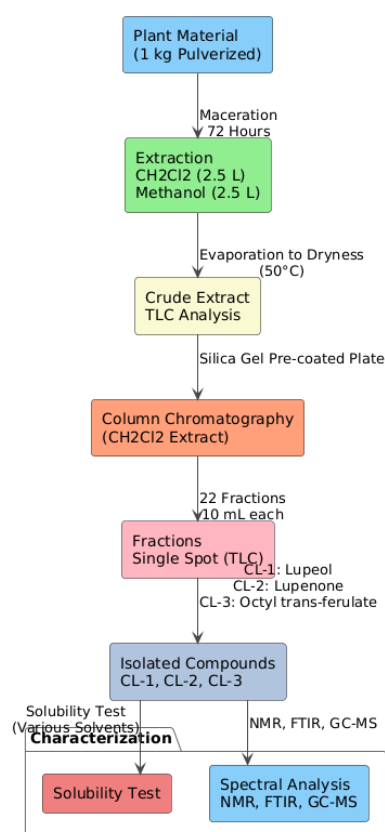 Plant Material
(1 kg Pulverized)
Maceration
72 Hours
Extraction
CH2Cl2 (2.5 L)
Methanol (2.5 L)
Evaporation to Dryness
(50°C)
Crude Extract
TLC Analysis
Silica Gel Pre-coated Plate
Column Chromatography
(CH2Cl2 Extract)
22 Fractions
10 mL each
Fractions
Single Spot (TLC)
CL-1: Lupeol
CL-2: Lupenone
CL-3: Octyl trans-ferulate
Isolated Compounds
CL-1, CL-2, CL-3
Solubility Test
(Various Solvents)
NMR, FTIR, GC-MS
Characterization
Solubility Test
Spectral Analysis
NMR, FTIR, GC-MS